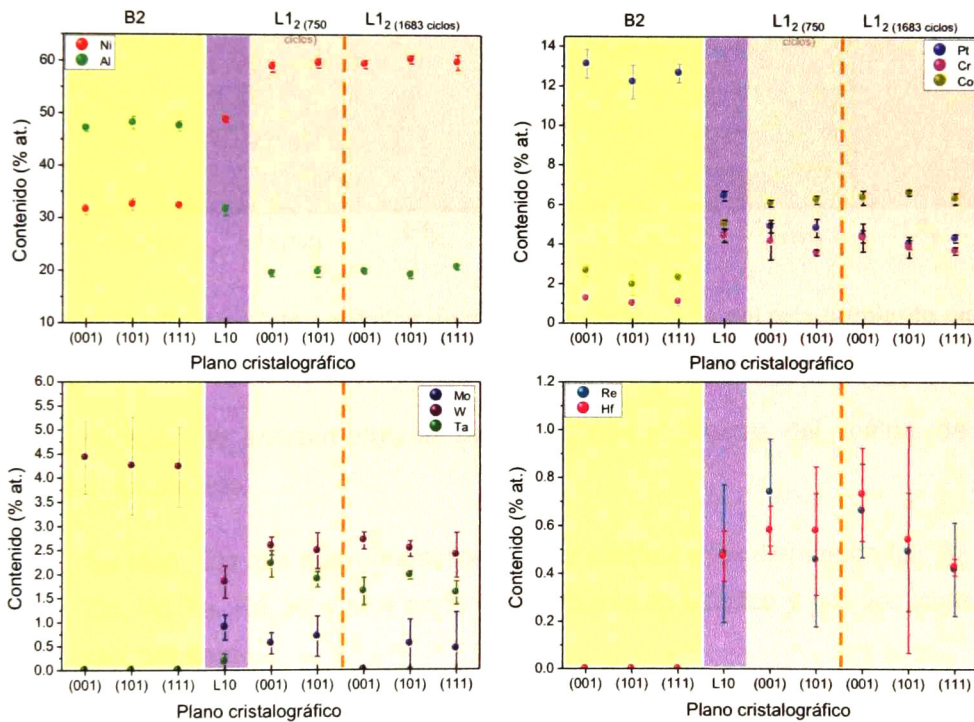 B2
L1₂ (750
ciclos)
L1₂ (1683 ciclos)
Ni
Al
Contenido (% at.)
60
50
40
30
20
10
(001) (101) (111) L10 (001) (101) (001) (101) (111)
Plano cristalográfico
B2
L1₂ (750
ciclos)
L1₂ (1683 ciclos)
Pt
Cr
Co
Contenido (% at.)
14
12
10
8
6
4
2
0
(001) (101) (111) L10 (001) (101) (001) (101) (111)
Plano cristalográfico
Mo
W
Ta
Contenido (% at.)
6.0
5.5
5.0
4.5
4.0
3.5
3.0
2.5
2.0
1.5
1.0
0.5
0.0
(001) (101) (111) L10 (001) (101) (001) (101) (111)
Plano cristalográfico
Re
Hf
Contenido (% at.)
1.2
1.0
0.8
0.6
0.4
0.2
0.0
(001) (101) (111) L10 (001) (101) (001) (101) (111)
Plano cristalográfico